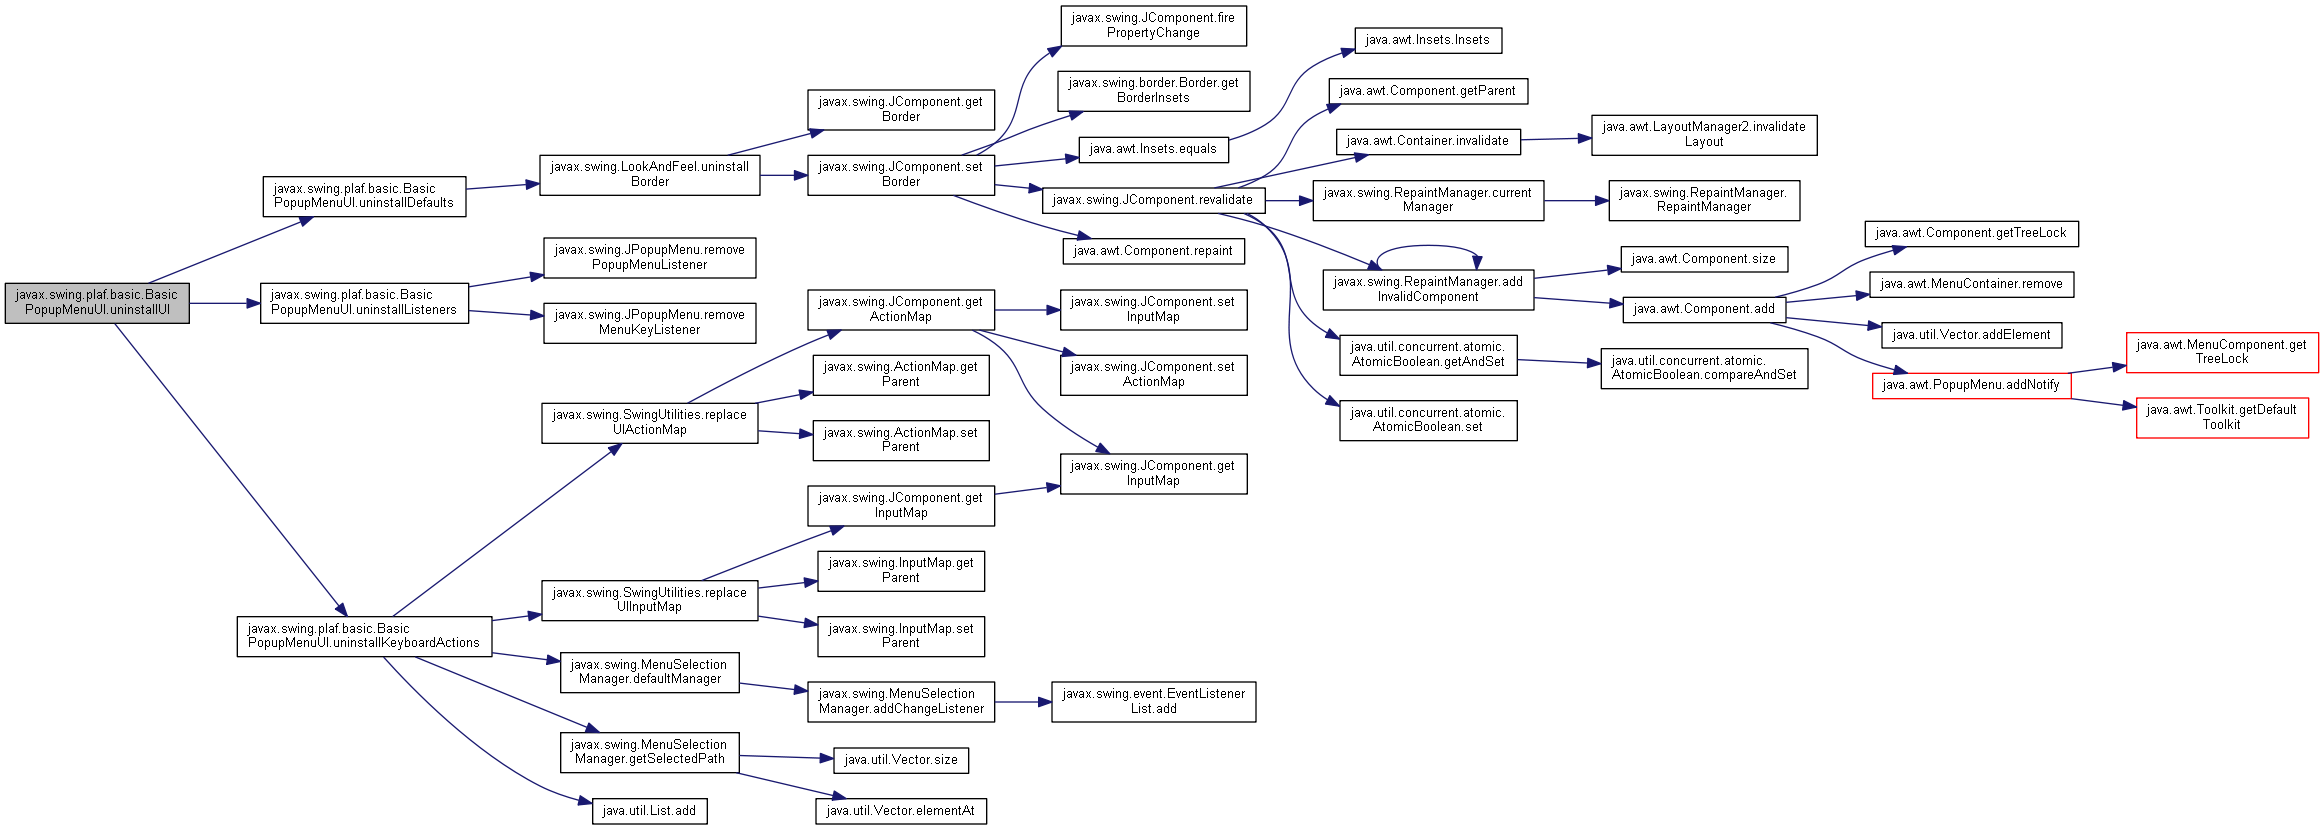 javax.swing.plaf.basic.Basic
PopupMenuUI.uninstallUI
javax.swing.plaf.basic.Basic
PopupMenuUI.uninstallDefaults
javax.swing.plaf.basic.Basic
PopupMenuUI.uninstallListeners
javax.swing.plaf.basic.Basic
PopupMenuUI.uninstallKeyboardActions
javax.swing.LookAndFeel.uninstall
Border
javax.swing.JPopupMenu.remove
PopupMenuListener
javax.swing.JPopupMenu.remove
MenuKeyListener
javax.swing.SwingUtilities.replace
UIActionMap
javax.swing.SwingUtilities.replace
UIInputMap
javax.swing.MenuSelection
Manager.defaultManager
javax.swing.MenuSelection
Manager.getSelectedPath
java.util.List.add
javax.swing.JComponent.get
Border
javax.swing.JComponent.set
Border
javax.swing.JComponent.get
ActionMap
javax.swing.ActionMap.get
Parent
javax.swing.ActionMap.set
Parent
javax.swing.JComponent.get
InputMap
javax.swing.InputMap.get
Parent
javax.swing.InputMap.set
Parent
javax.swing.MenuSelection
Manager.addChangeListener
java.util.Vector.size
java.util.Vector.elementAt
javax.swing.JComponent.fire
PropertyChange
javax.swing.border.Border.get
BorderInsets
java.awt.Insets.equals
javax.swing.JComponent.revalidate
java.awt.Component.repaint
javax.swing.JComponent.set
InputMap
javax.swing.JComponent.set
ActionMap
javax.swing.JComponent.get
InputMap
javax.swing.event.EventListener
List.add
java.awt.Insets.Insets
java.awt.Component.getParent
java.awt.Container.invalidate
javax.swing.RepaintManager.current
Manager
javax.swing.RepaintManager.add
InvalidComponent
java.util.concurrent.atomic.
AtomicBoolean.getAndSet
java.util.concurrent.atomic.
AtomicBoolean.set
java.awt.LayoutManager2.invalidate
Layout
javax.swing.RepaintManager.
RepaintManager
java.awt.Component.size
java.awt.Component.add
java.util.concurrent.atomic.
AtomicBoolean.compareAndSet
java.awt.Component.getTreeLock
java.awt.MenuContainer.remove
java.util.Vector.addElement
java.awt.PopupMenu.addNotify
java.awt.MenuComponent.get
TreeLock
java.awt.Toolkit.getDefault
Toolkit